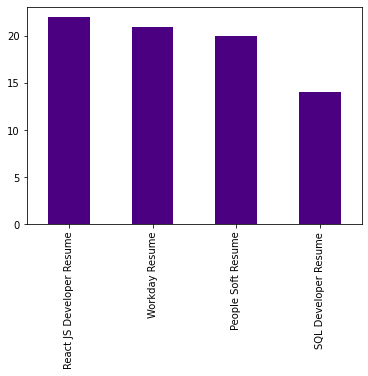 20
15
10
5
0
React JS Developer Resume
Workday Resume
People Soft Resume
SQL Developer Resume